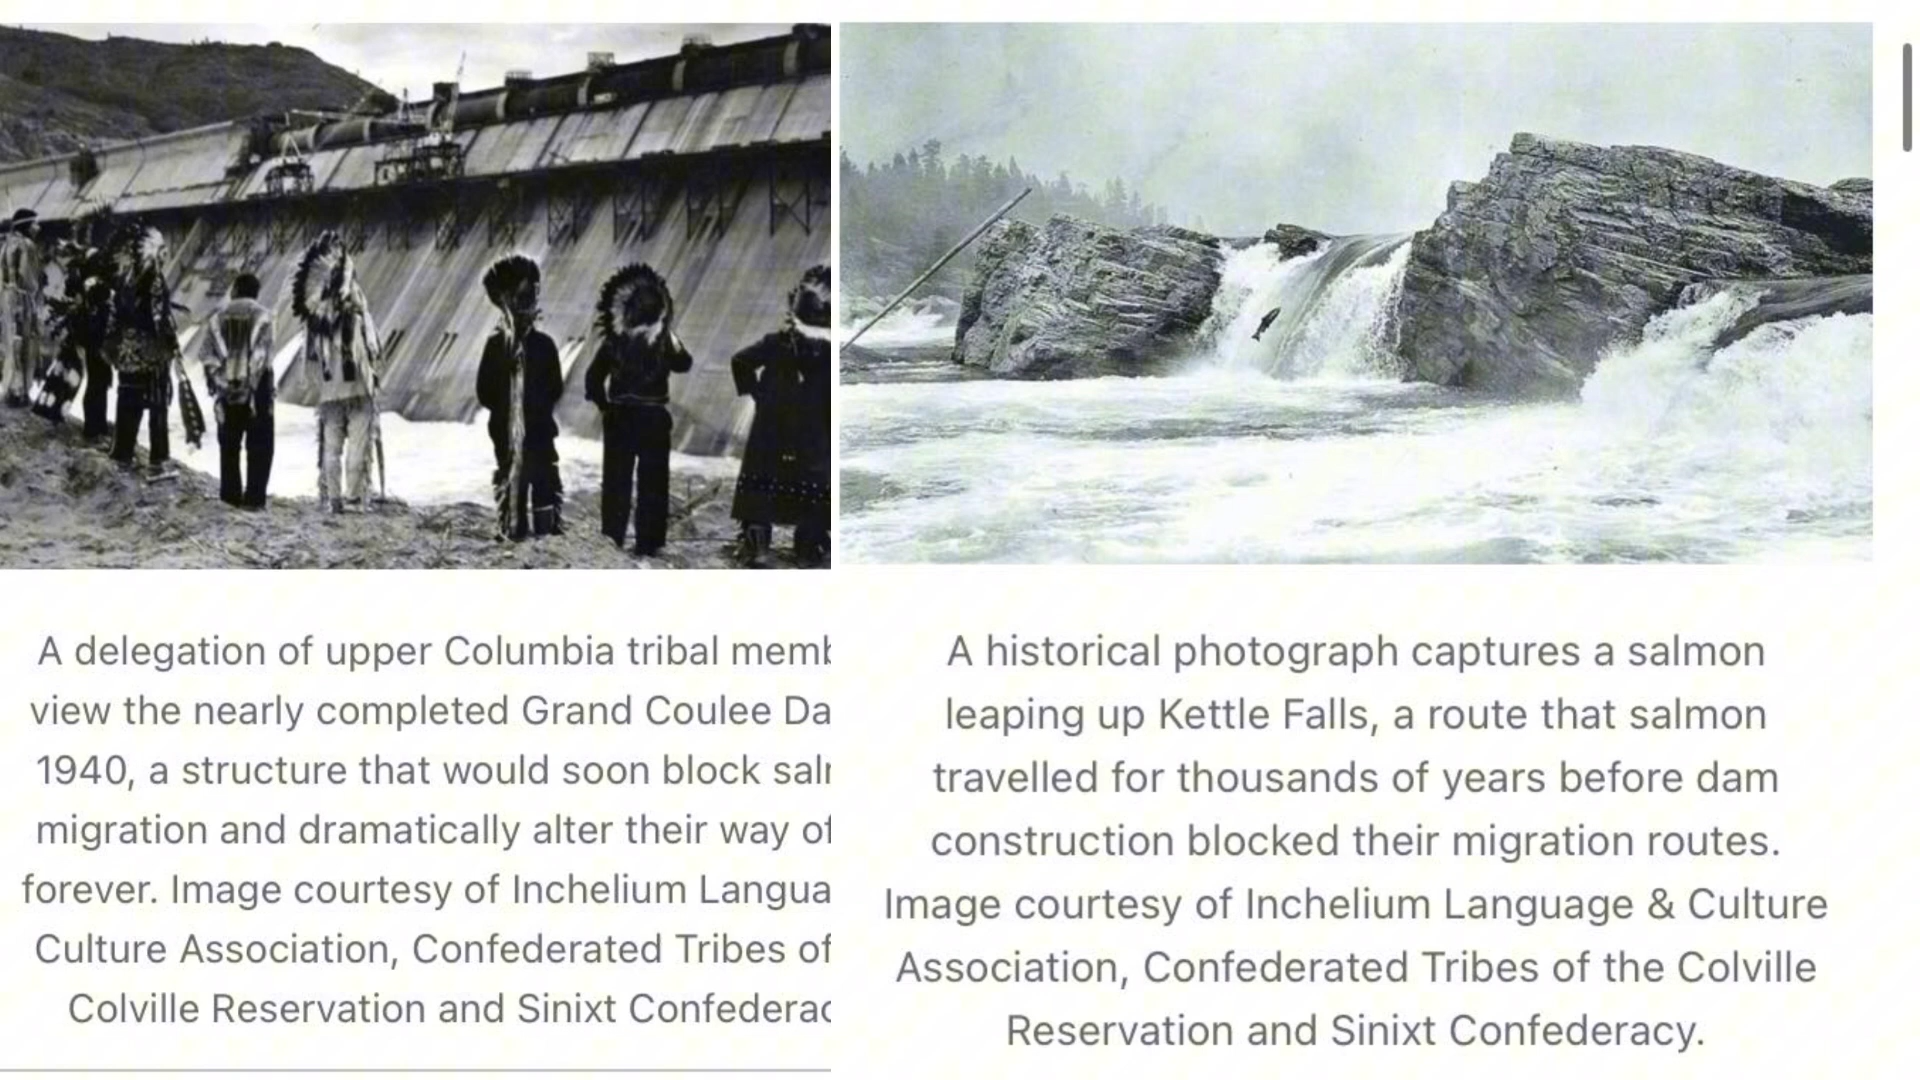 A delegation of upper Columbia tribal memb
view the nearly completed Grand Coulee Da
1940, a structure that would soon block sal
migration and dramatically alter their way of
forever. Image courtesy of Inchelium Langua
Culture Association, Confederated Tribes of
Colville Reservation and Sinixt Confederac
A historical photograph captures a salmon
leaping up Kettle Falls, a route that salmon
travelled for thousands of years before dam
construction blocked their migration routes.
Image courtesy of Inchelium Language & Culture
Association, Confederated Tribes of the Colville
Reservation and Sinixt Confederacy.